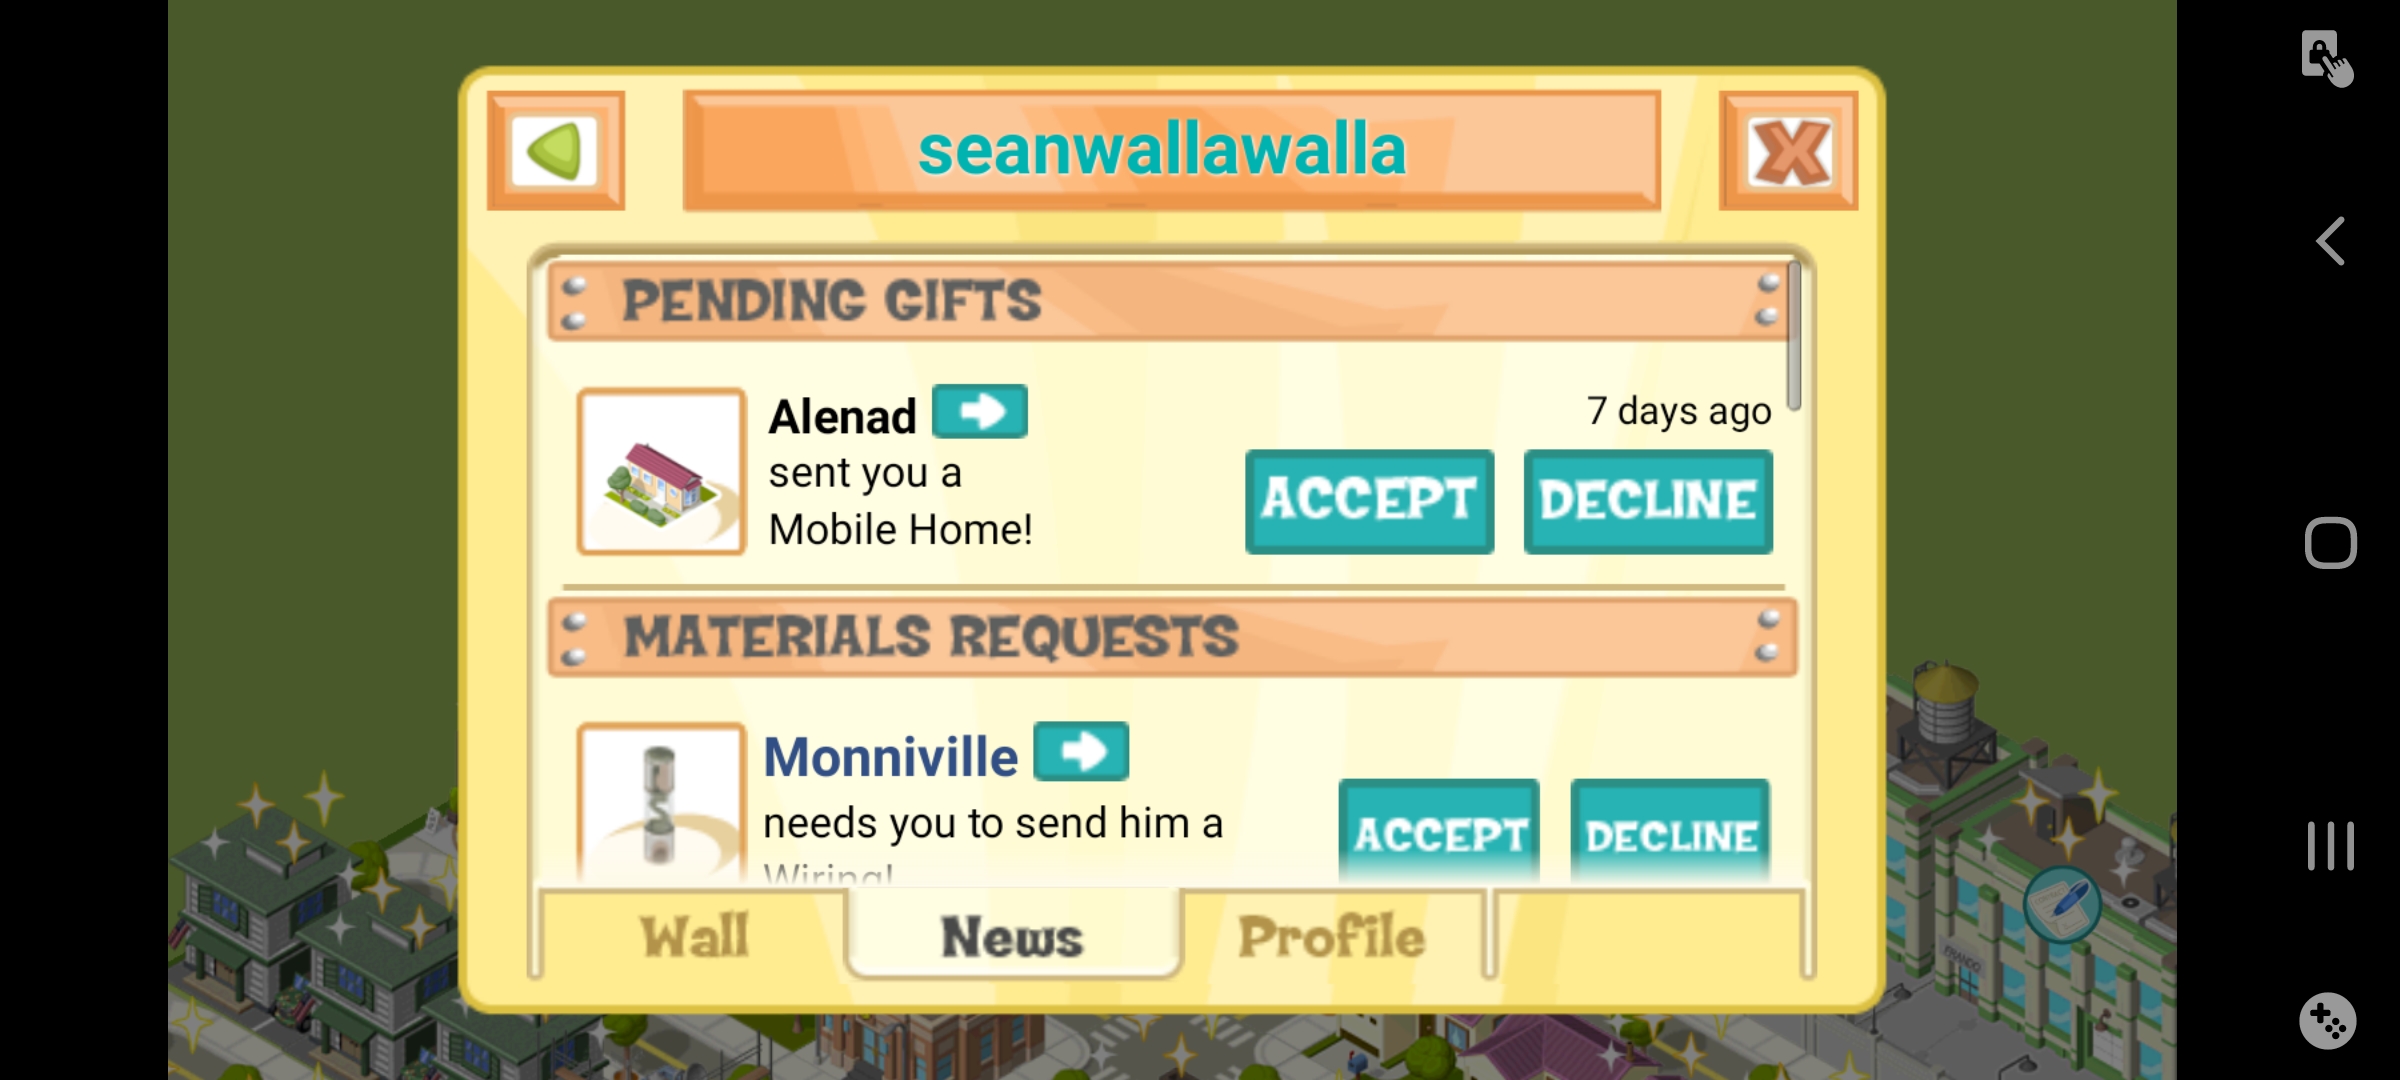 seanwallawalla
PENDING GIFTS
Alenad
7 days ago
sent you a
Mobile Home!
ACCEPT
DECLINE
MATERIALS REQUESTS
Monniville
needs you to send him a
Wiring!
ACCEPT
DECLINE
Wall
News
Profile